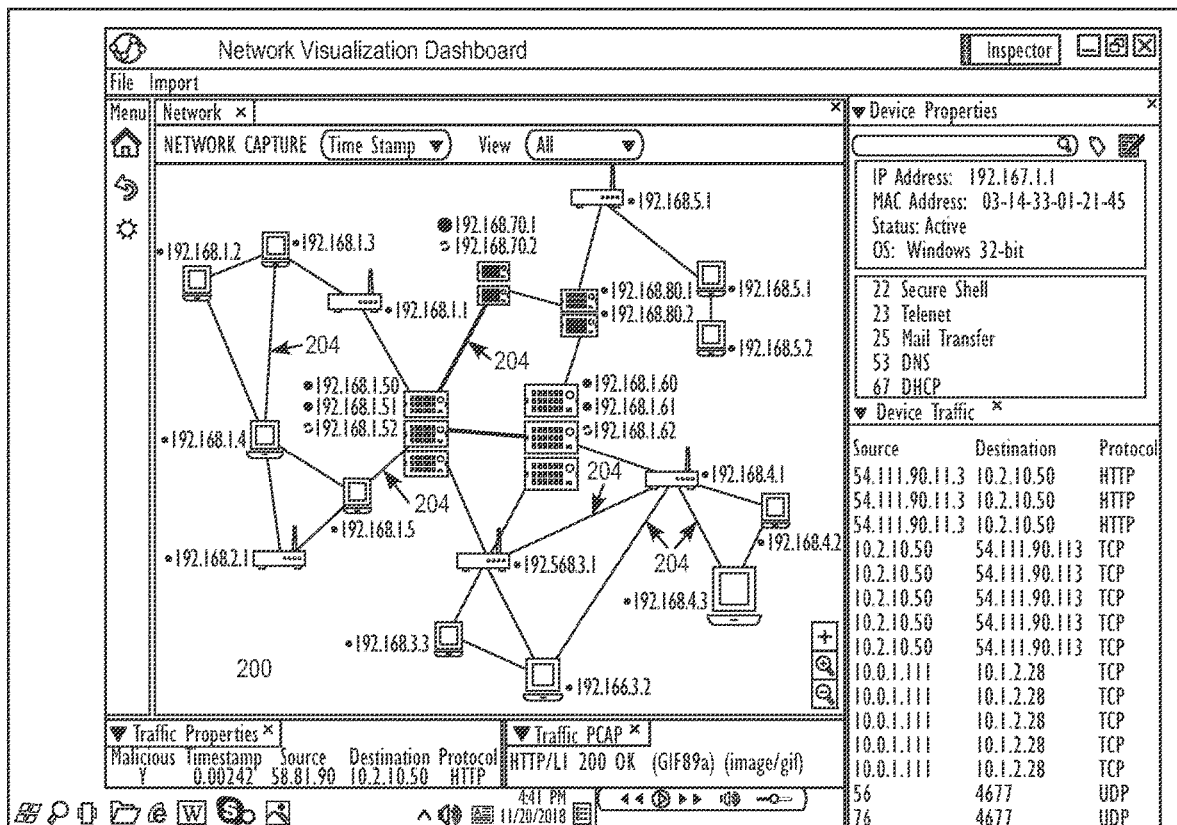 Network Visualization Dashboard
Inspector
File Import
Menu
Network ×
×
NETWORK CAPTURE Time Stamp ▼ View All ▼
192.168.5.1
192.168.70.1
192.168.70.2
192.168.1.2
192.168.1.3
192.168.80.1
192.168.80.2
192.168.5.1
192.168.1.1
192.168.5.2
204
204
192.168.1.50
192.168.1.51
192.168.1.52
192.168.1.60
192.168.1.61
192.168.1.62
192.168.1.4
204
192.168.4.1
204
192.168.1.5
192.168.2.1
192.568.3.1
204
192.168.4.2
192.168.4.3
192.168.3.3
200
192.166.3.2
▼ Device Properties ×
IP Address: 192.167.1.1
MAC Address: 03-14-33-01-21-45
Status: Active
OS: Windows 32-bit
22 Secure Shell
23 Telenet
25 Mail Transfer
53 DNS
67 DHCP
▼ Device Traffic ×
Source Destination Protocol
54.111.90.11.3 10.2.10.50 HTTP
54.111.90.11.3 10.2.10.50 HTTP
54.111.90.11.3 10.2.10.50 HTTP
10.2.10.50 54.111.90.113 TCP
10.2.10.50 54.111.90.113 TCP
10.2.10.50 54.111.90.113 TCP
10.2.10.50 54.111.90.113 TCP
10.2.10.50 54.111.90.113 TCP
10.0.1.111 10.1.2.28 TCP
10.0.1.111 10.1.2.28 TCP
10.0.1.111 10.1.2.28 TCP
10.0.1.111 10.1.2.28 TCP
10.0.1.111 10.1.2.28 TCP
56 4677 UDP
76 4677 UDP
▼ Traffic Properties ×
Malicious Timestamp Source Destination Protocol
Y 0.00242 58.81.90 10.2.10.50 HTTP
▼ Traffic PCAP ×
HTTP/L1 200 OK (GIF89a) (image/gif)
e W S
4:41 PM
11/20/2018